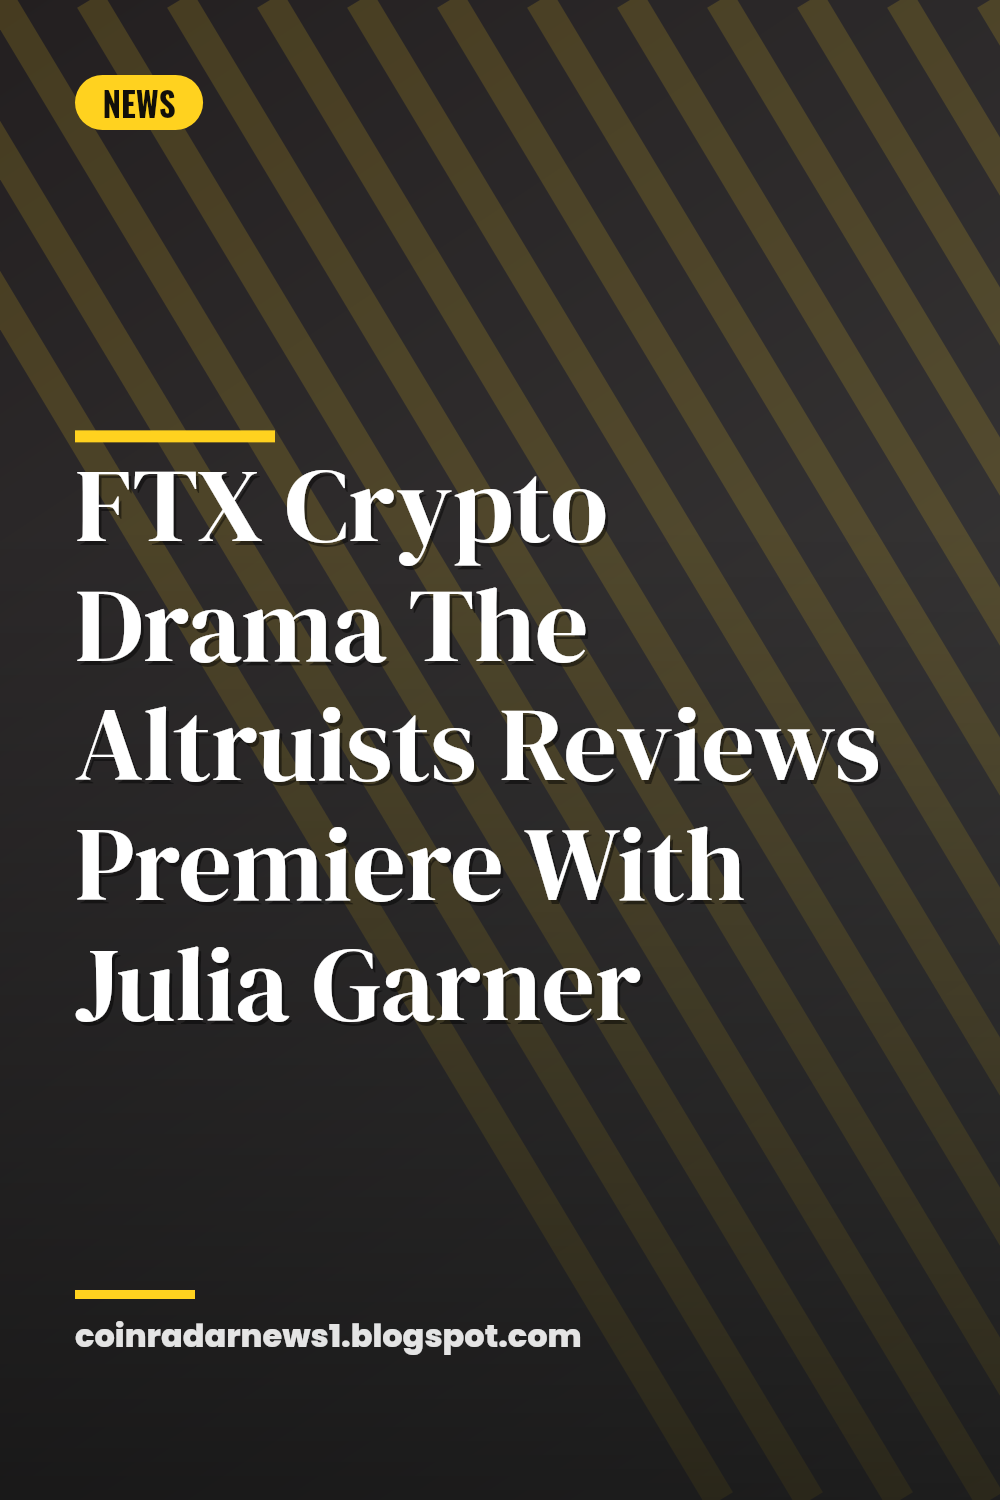 NEWS
FTX Crypto
Drama The
Altruists Reviews
Premiere With
Julia Garner
coinradarnews1.blogspot.com